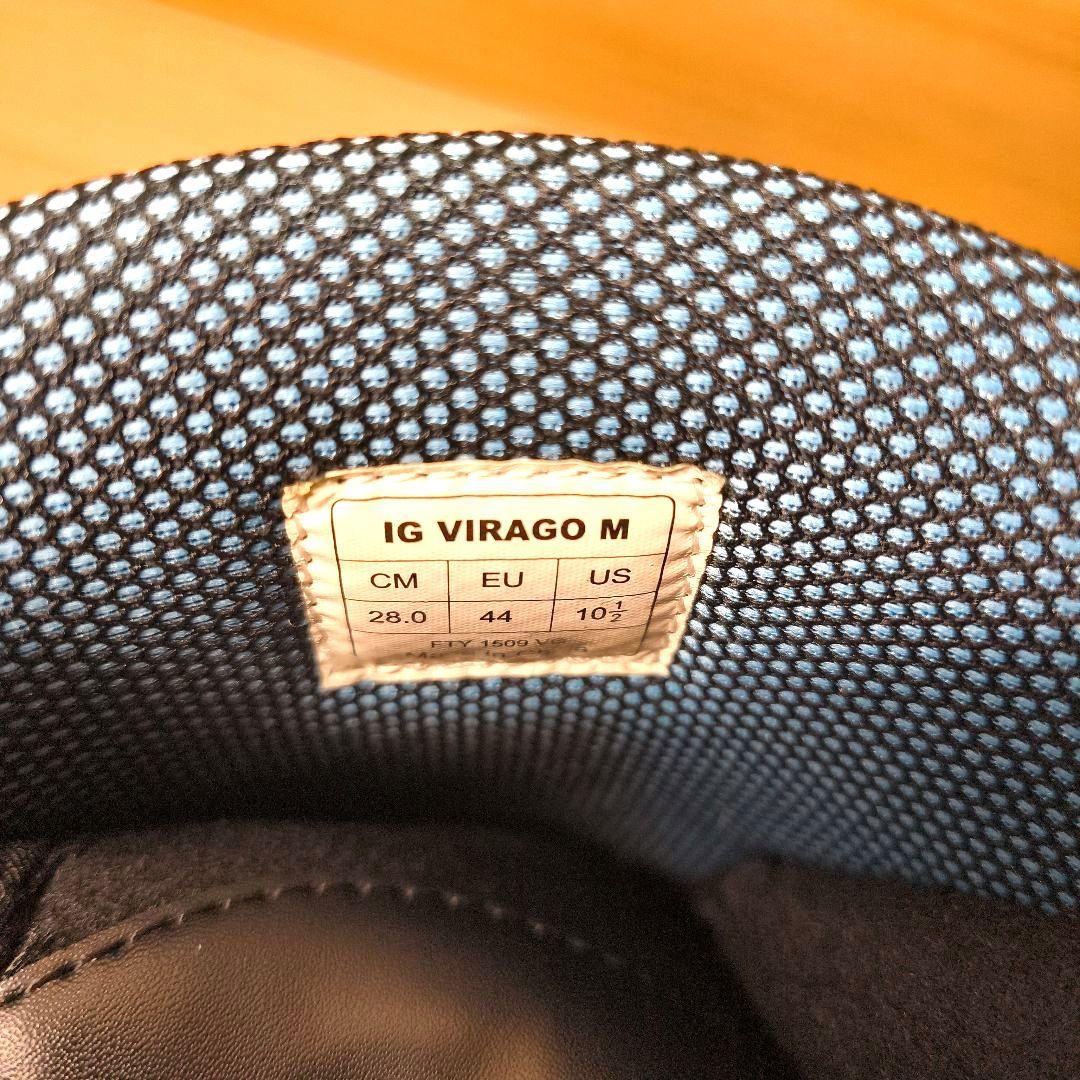 IG VIRAGO M
CM EU US
28.0 44 10½
FTY 1509